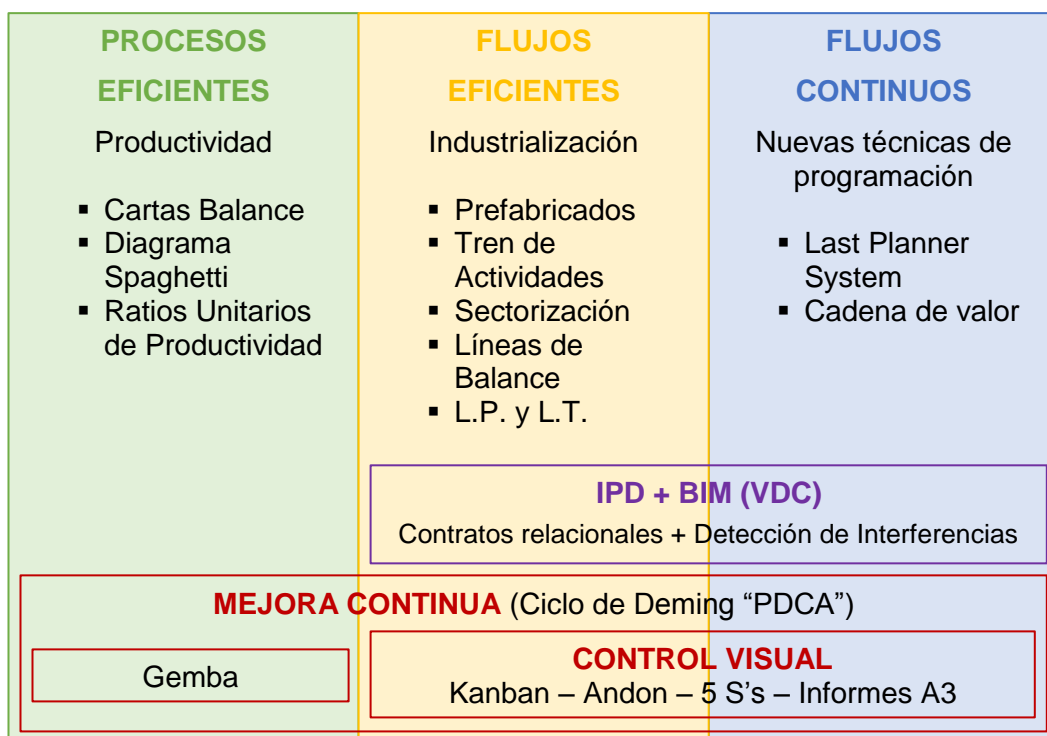 PROCESOS
EFICIENTES
Productividad
▪ Cartas Balance
▪ Diagrama
Spaghetti
▪ Ratios Unitarios
de Productividad
FLUJOS
EFICIENTES
Industrialización
▪ Prefabricados
▪ Tren de
Actividades
▪ Sectorización
▪ Líneas de
Balance
▪ L.P. y L.T.
FLUJOS
CONTINUOS
Nuevas técnicas de
programación
▪ Last Planner
System
▪ Cadena de valor
IPD + BIM (VDC)
Contratos relacionales + Detección de Interferencias
MEJORA CONTINUA (Ciclo de Deming “PDCA”)
Gemba
CONTROL VISUAL
Kanban – Andon – 5 S’s – Informes A3